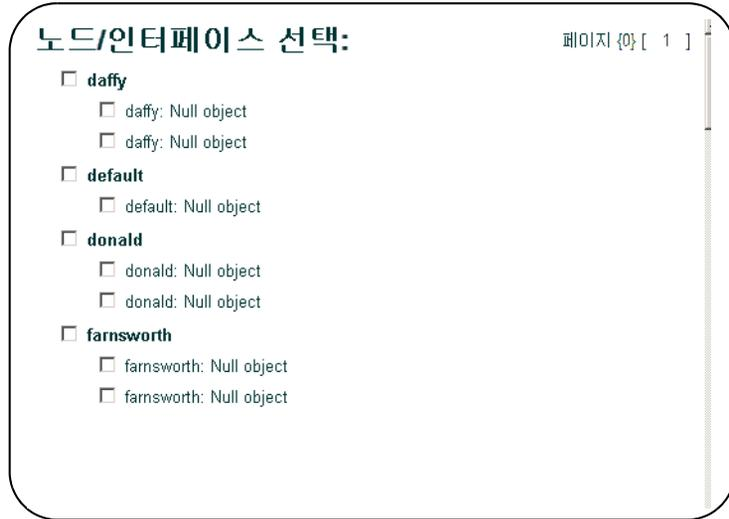 노드/인터페이스 선택:
페이지 {0} [ 1 ]
daffy
daffy: Null object
daffy: Null object
default
default: Null object
donald
donald: Null object
donald: Null object
farnsworth
farnsworth: Null object
farnsworth: Null object